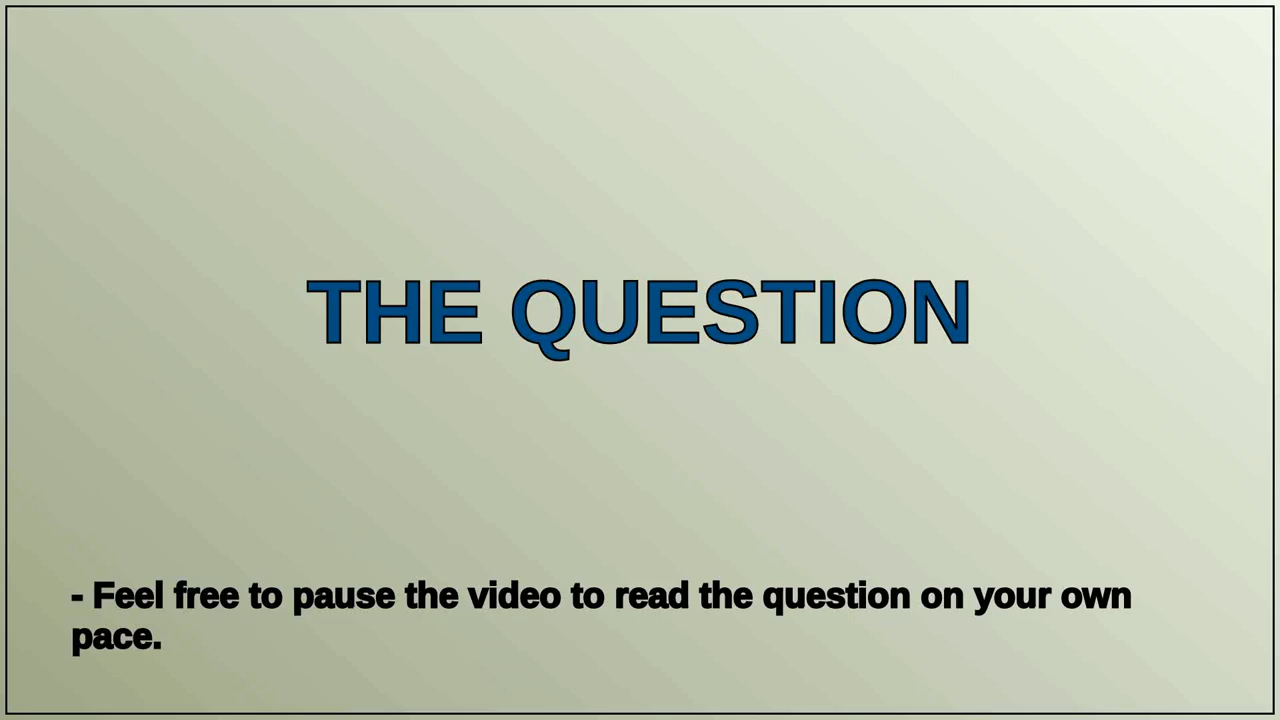 THE QUESTION
- Feel free to pause the video to read the question on your own
pace.